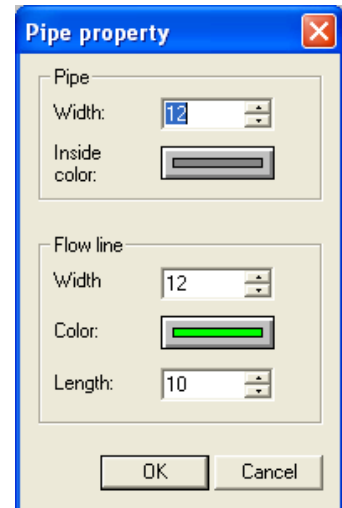 Pipe property
Pipe
Width: 12
Inside
color:
Flow line
Width 12
Color:
Length: 10
OK Cancel